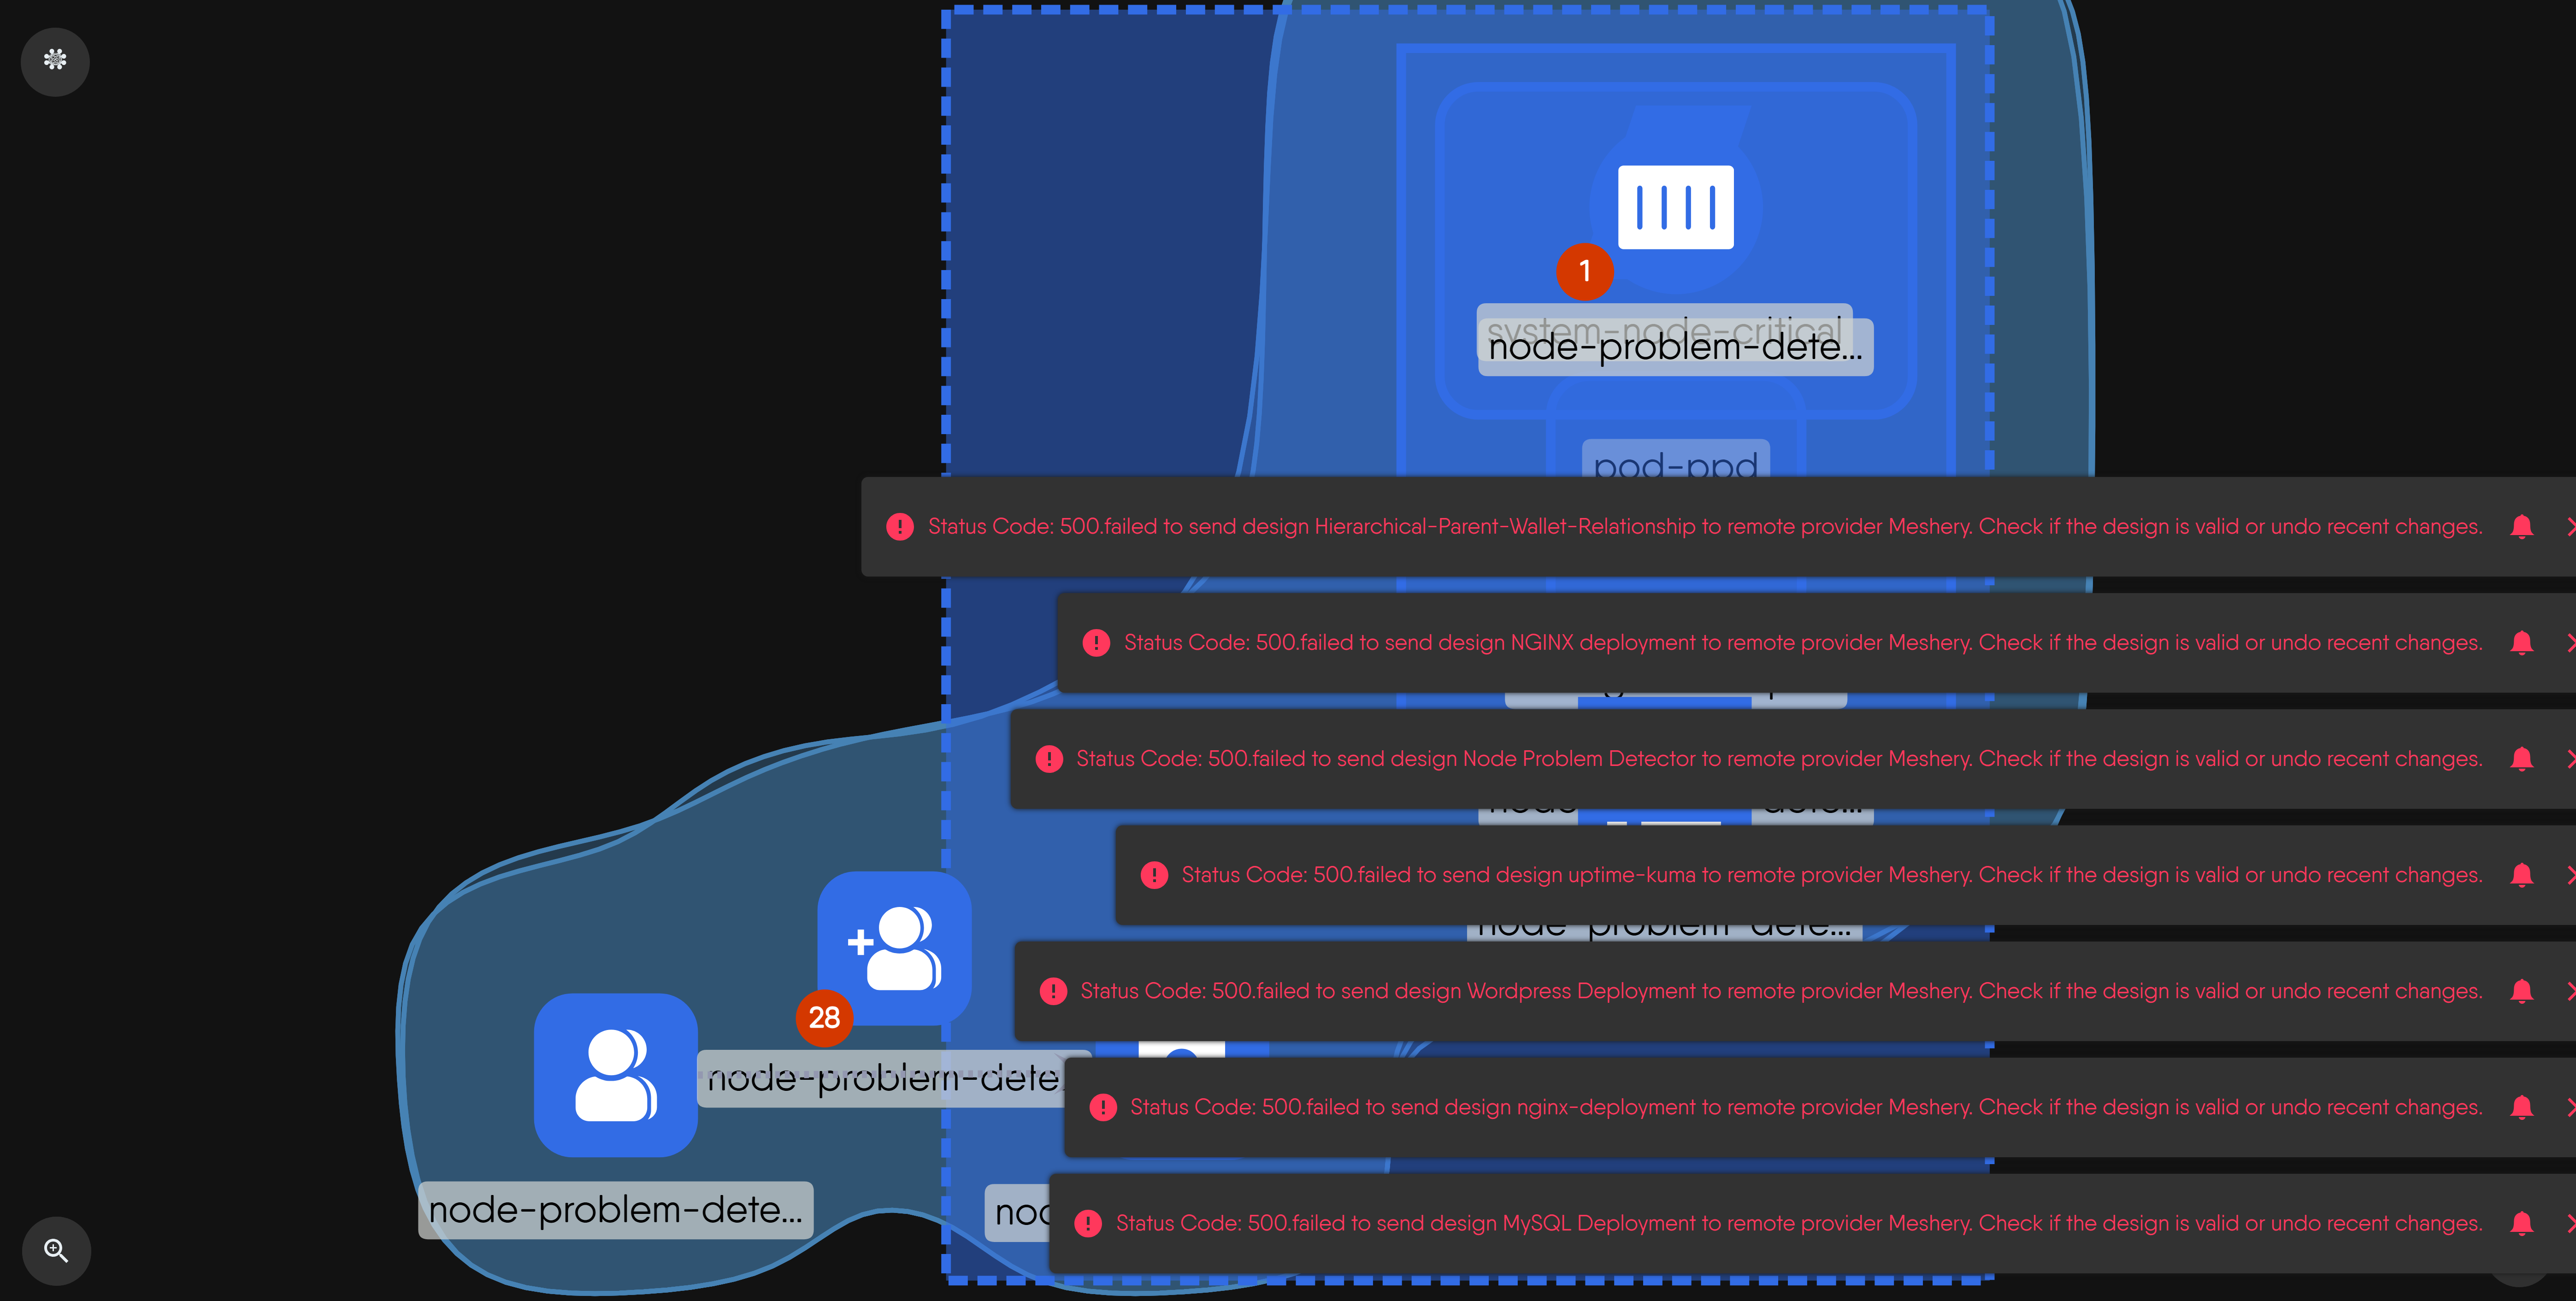 1
system-node-critical
node-problem-dete...
pod-ppd
Status Code: 500.failed to send design Hierarchical-Parent-Wallet-Relationship to remote provider Meshery. Check if the design is valid or undo recent changes.
Status Code: 500.failed to send design NGINX deployment to remote provider Meshery. Check if the design is valid or undo recent changes.
Status Code: 500.failed to send design Node Problem Detector to remote provider Meshery. Check if the design is valid or undo recent changes.
Status Code: 500.failed to send design uptime-kuma to remote provider Meshery. Check if the design is valid or undo recent changes.
node-problem-dete...
Status Code: 500.failed to send design Wordpress Deployment to remote provider Meshery. Check if the design is valid or undo recent changes.
28
node-problem-dete
Status Code: 500.failed to send design nginx-deployment to remote provider Meshery. Check if the design is valid or undo recent changes.
node-problem-dete...
Status Code: 500.failed to send design MySQL Deployment to remote provider Meshery. Check if the design is valid or undo recent changes.